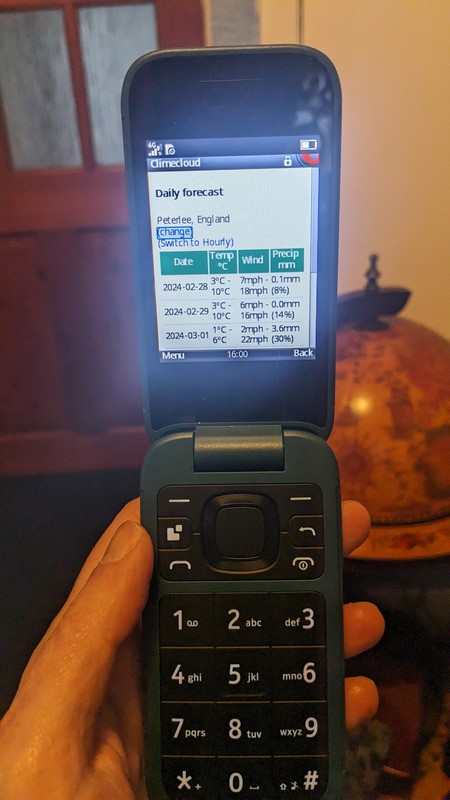 4G
Climecloud
Daily forecast
Peterlee, England
(change)
(Switch to Hourly)
Date Temp °C Wind Precip mm
2024-02-28 3°C - 10°C 7mph - 18mph 0.1mm (8%)
2024-02-29 3°C - 10°C 6mph - 16mph 0.0mm (14%)
2024-03-01 1°C - 6°C 2mph - 22mph 3.6mm (30%)
Menu 16:00 Back
1 2 abc def 3
4 ghi 5 jkl mno 6
7 pqrs 8 tuv wxyz 9
*+ 0 #